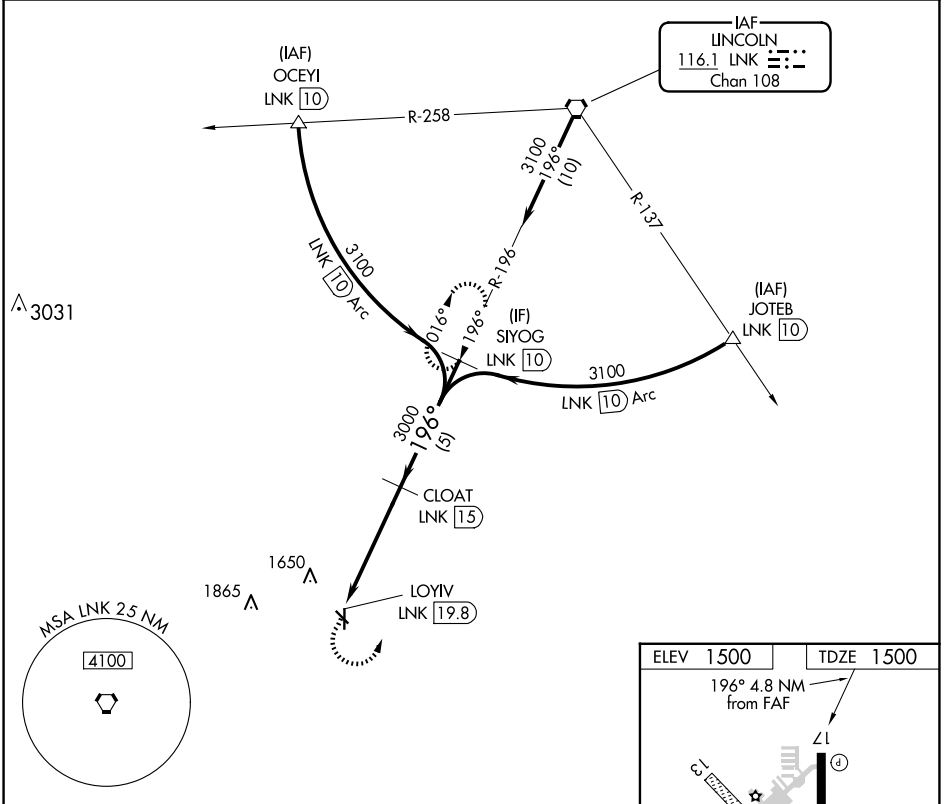 IAF
LINCOLN
116.1 LNK
Chan 108
(IAF)
OCEYI
LNK 10
R-258
3100
196°
(10)
R-137
3100
LNK 10 Arc
R-196
3031
016°
196°
(IF)
SIYOG
LNK 10
(IAF)
JOTEB
LNK 10
3100
LNK 10 Arc
3000
196°
(5)
CLOAT
LNK 15
1650
1865
LOYIV
LNK 19.8
MSA LNK 25 NM
4100
ELEV 1500
TDZE 1500
196° 4.8 NM
from FAF
17
P
13